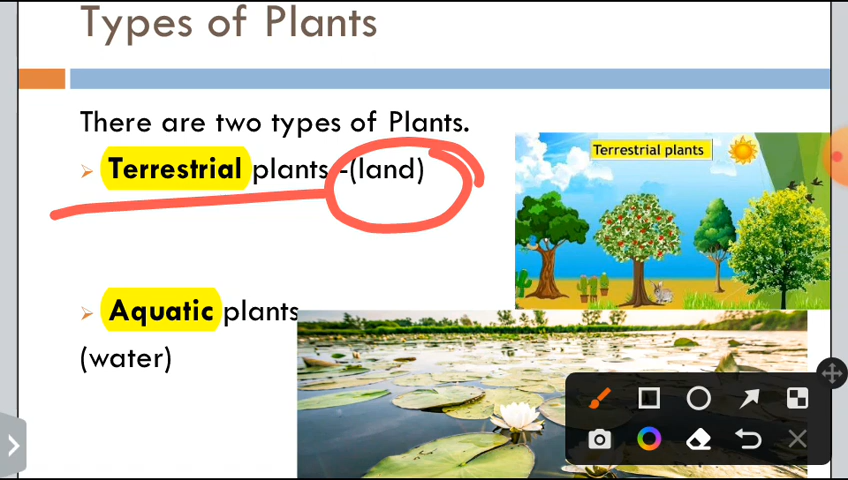 Types of Plants
There are two types of Plants.
Terrestrial plants -(land)
Terrestrial plants
Aquatic plants
(water)